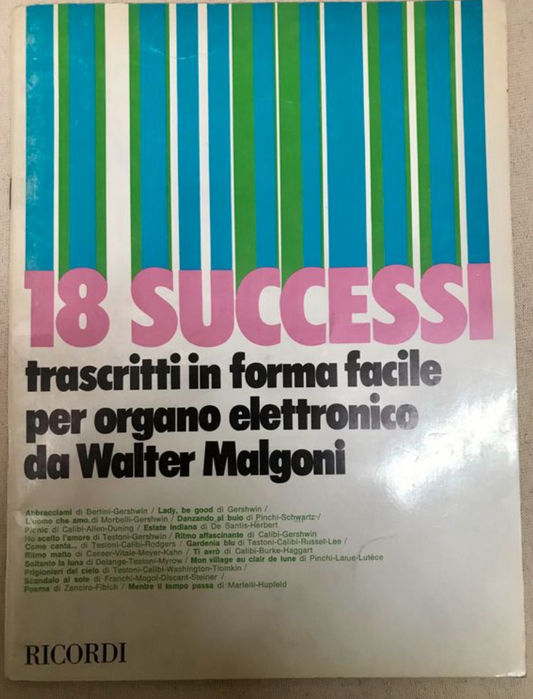 18 SUCCESSI
trascritti in forma facile
per organo elettronico
da Walter Malgoni
Abbracciami di Bertini-Gershwin / Lady, be good di Gershwin /
L'uomo che amo di Morbelli-Gershwin / Danzando al buio di Pinchi-Schwartz /
Picnic di Calibi-Allen-Duning / Estate indiana di De Santis-Herbert
Ho scelto l'amore di Testoni-Gershwin / Ritmo affascinante di Calibi-Gershwin
Come canta... di Testoni-Calibi-Rodgers / Gardenia blu di Testoni-Calibi-Russel-Lee /
Ritmo matto di Caesar-Vitale-Meyer-Kahn / Ti avrò di Calibi-Burke-Haggart
Soltanto la luna di Delange-Testoni-Myrow / Mon village au clair de lune di Pinchi-Larue-Lutèce
Prigionieri del cielo di Testoni-Calibi-Washington-Tiomkin /
Scandalo al sole di Franchi-Mogol-Discant-Steiner /
Poema di Zanciro-Fibich / Mentre il tempo passa di Martelli-Hupfeld
RICORDI